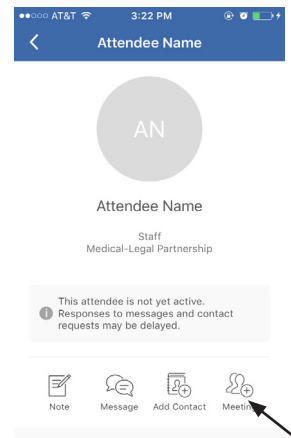 AT&T 3:22 PM
Attendee Name
AN
Attendee Name
Staff
Medical-Legal Partnership
This attendee is not yet active.
Responses to messages and contact
requests may be delayed.
Note Message Add Contact Meeting